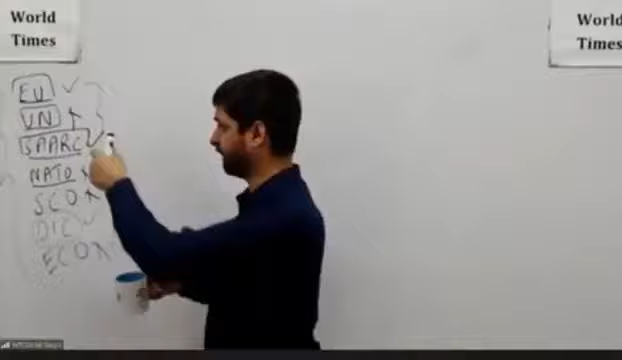 World
Times
World
Times
EU ✓
UN
SAARC
NATO
SCO
OIC
ECO